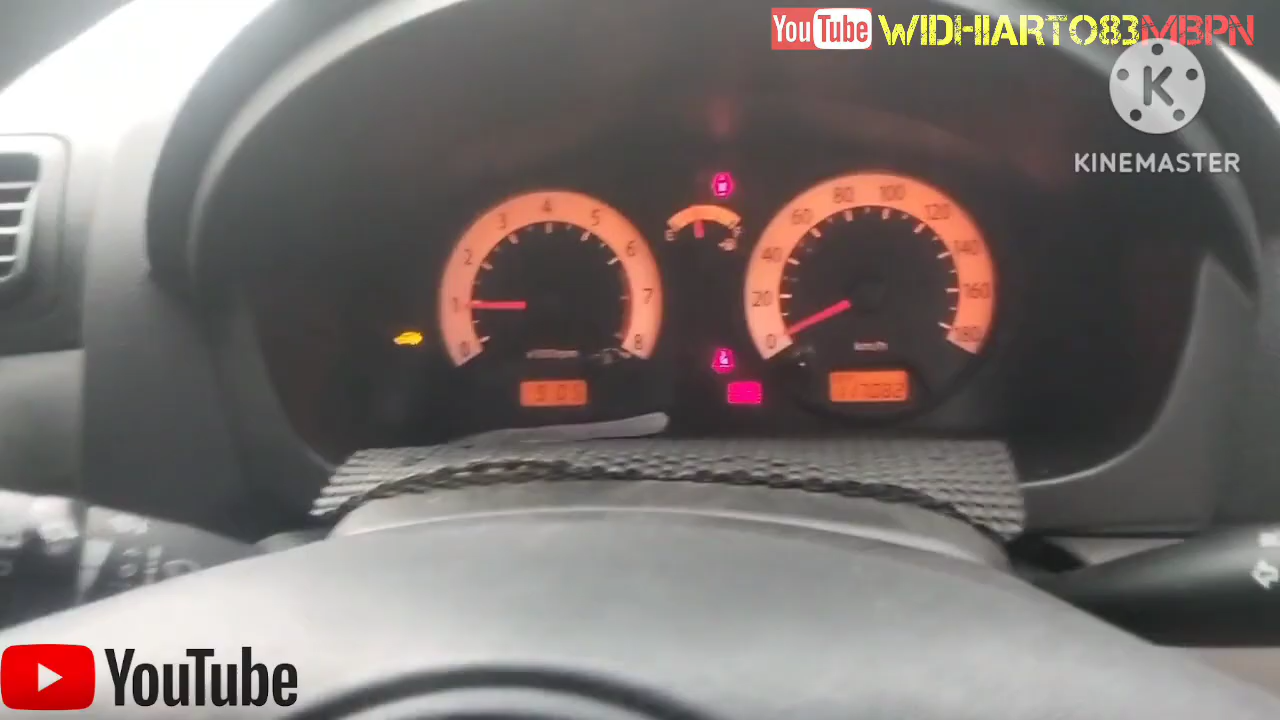 YouTube WIDHIARTO83MBPN
K
KINEMASTER
0 1 2 3 4 5 6 7 8
x1000rpm
E F
0 20 40 60 80 100 120 140 160 180
km/h
YouTube